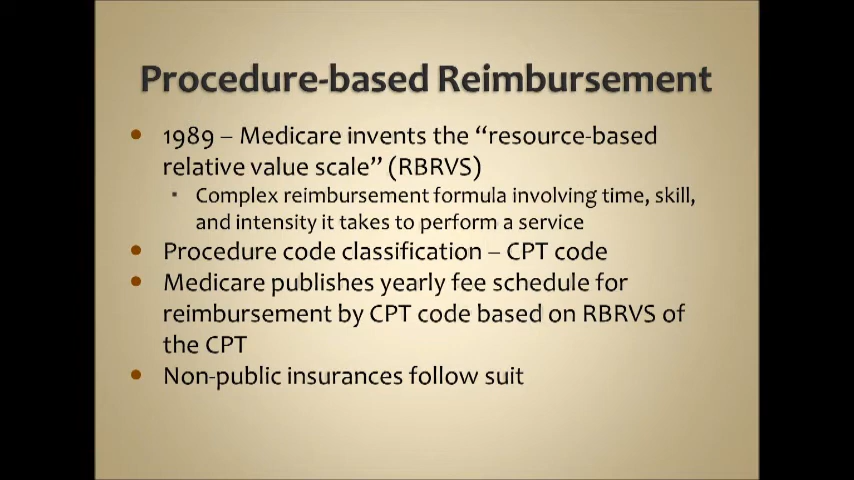 Procedure-based Reimbursement
• 1989 – Medicare invents the “resource-based
relative value scale” (RBRVS)
▪ Complex reimbursement formula involving time, skill,
and intensity it takes to perform a service
• Procedure code classification – CPT code
• Medicare publishes yearly fee schedule for
reimbursement by CPT code based on RBRVS of
the CPT
• Non-public insurances follow suit